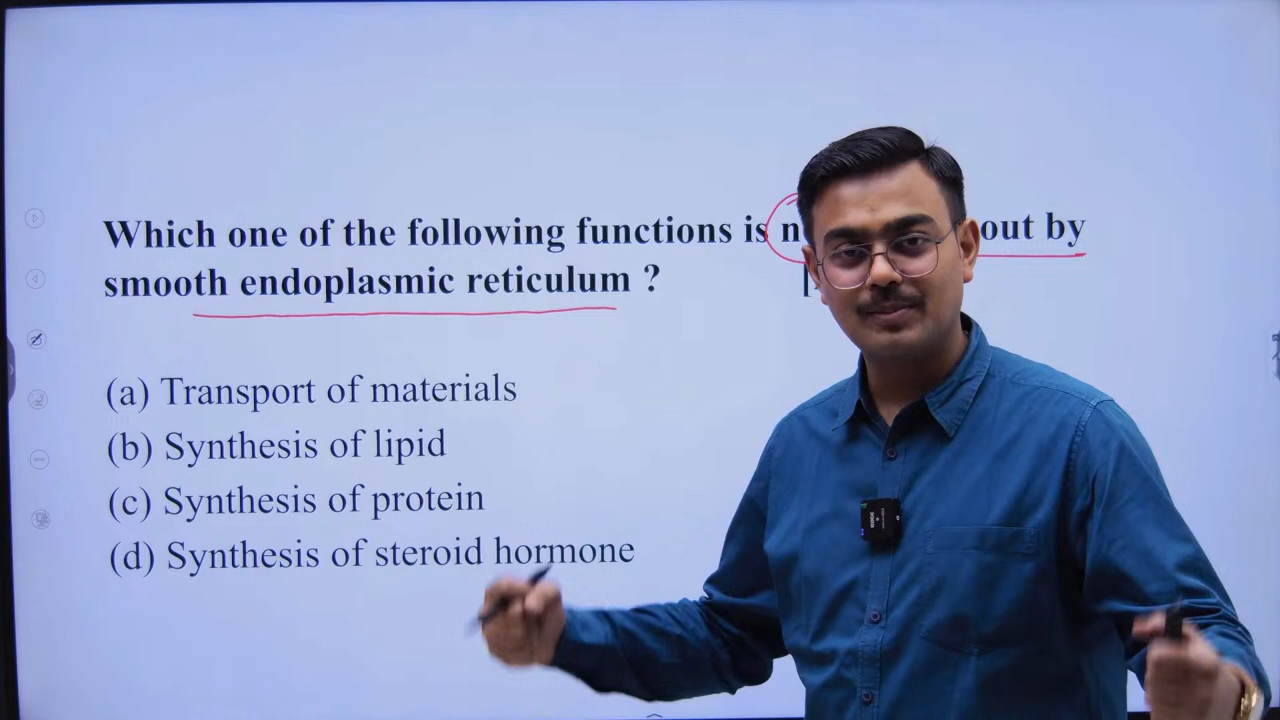 Which one of the following functions is out by
smooth endoplasmic reticulum ?
(a) Transport of materials
(b) Synthesis of lipid
(c) Synthesis of protein
(d) Synthesis of steroid hormone